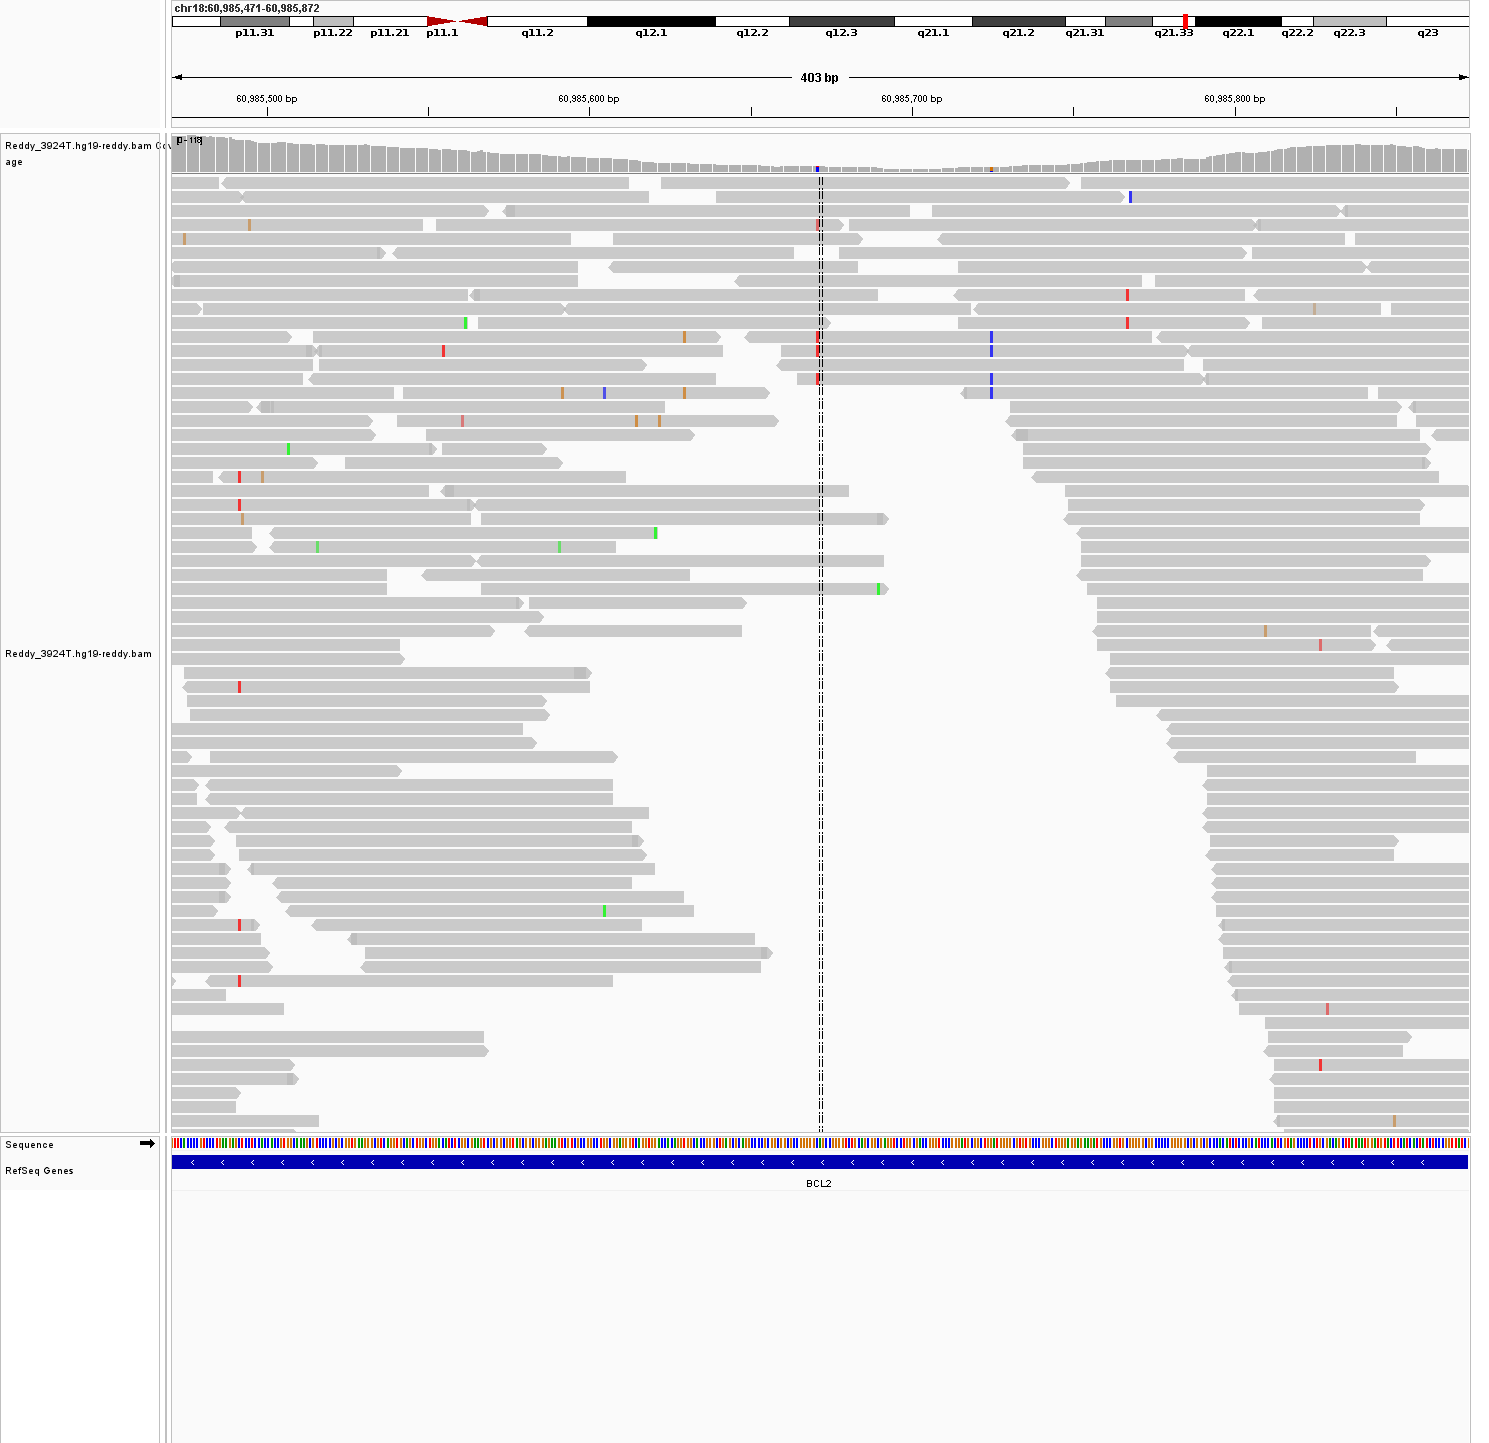 chr18:60,985,471-60,985,872
p11.31 p11.22 p11.21 p11.1 q11.2 q12.1 q12.2 q12.3 q21.1 q21.2 q21.31 q21.33 q22.1 q22.2 q22.3 q23
403 bp
60,985,500 bp 60,985,600 bp 60,985,700 bp 60,985,800 bp
[0 - 118]
Reddy_3924T.hg19-reddy.bam Cov
age
Reddy_3924T.hg19-reddy.bam
Sequence
RefSeq Genes
BCL2